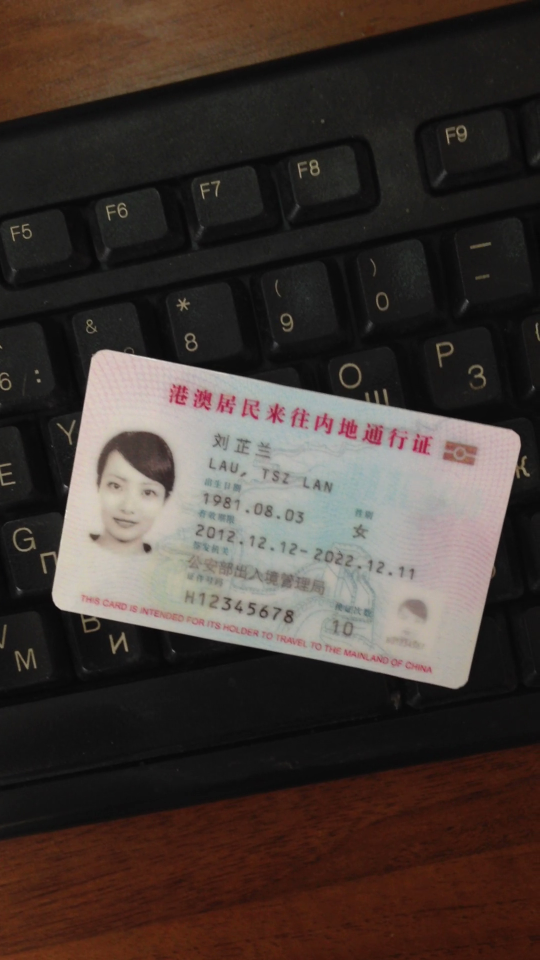 F5 F6 F7 F8 F9
& * ( ) —
6 : 8 9 0 –
O Щ P З
Y
E
G П
M
B И
K
港澳居民来往内地通行证
刘芷兰
LAU, TSZ LAN
出生日期 性别
1981.08.03 女
有效期限
2012.12.12-2022.12.11
签发机关
公安部出入境管理局
证件号码 换证次数
H12345678 10
THIS CARD IS INTENDED FOR ITS HOLDER TO TRAVEL TO THE MAINLAND OF CHINA